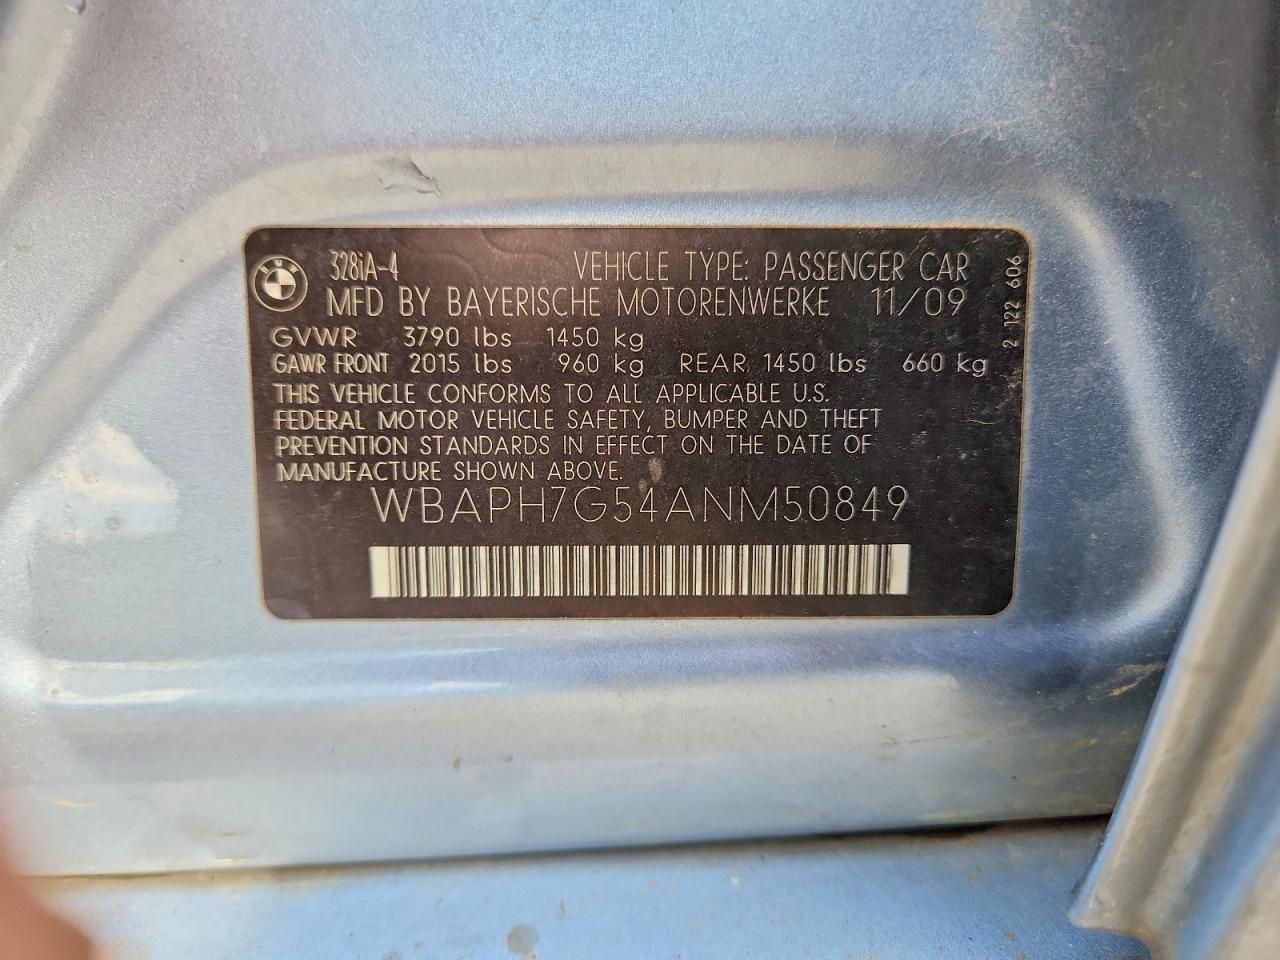 BMW
328iA-4 VEHICLE TYPE: PASSENGER CAR
MFD BY BAYERISCHE MOTORENWERKE 11/09
GVWR 3790 lbs 1450 kg
GAWR FRONT 2015 lbs 960 kg REAR 1450 lbs 660 kg
THIS VEHICLE CONFORMS TO ALL APPLICABLE U.S.
FEDERAL MOTOR VEHICLE SAFETY, BUMPER AND THEFT
PREVENTION STANDARDS IN EFFECT ON THE DATE OF
MANUFACTURE SHOWN ABOVE.
WBAPH7G54ANM50849
2 122 606